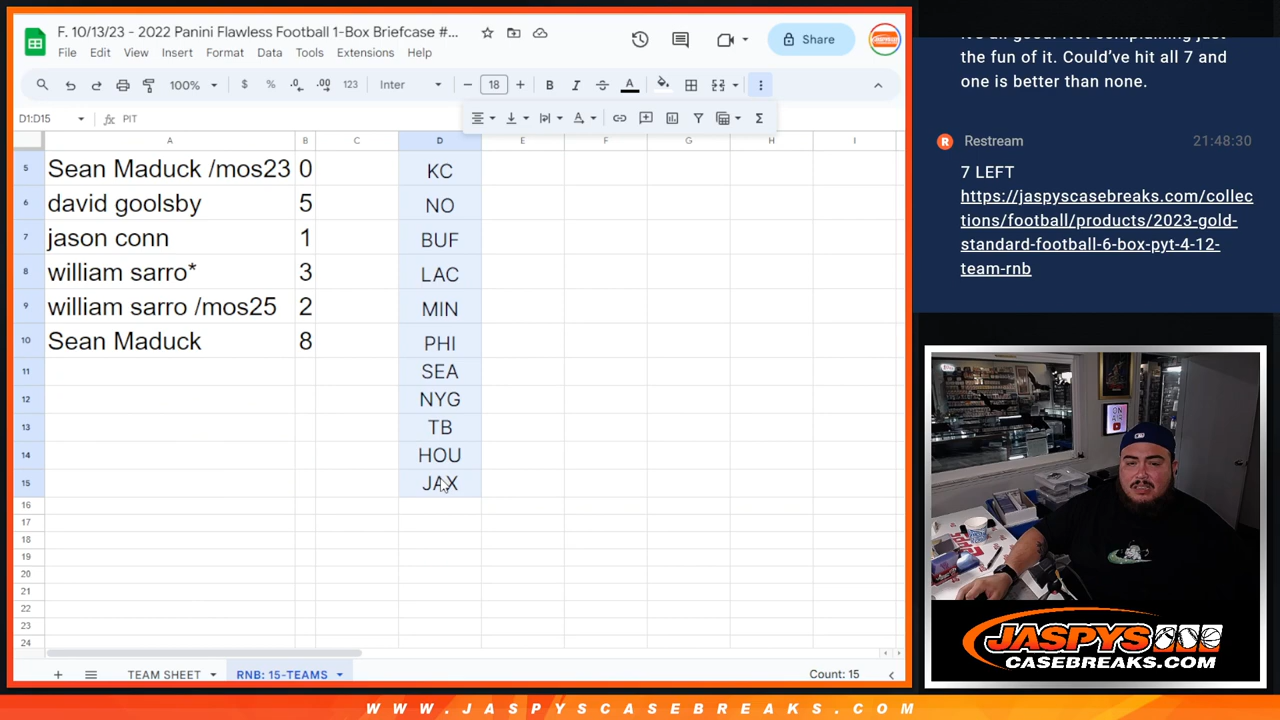 F. 10/13/23 - 2022 Panini Flawless Football 1-Box Briefcase #...
File Edit View Insert Format Data Tools Extensions Help
Share
100% $ % .0 .00 123 Inter 18 B I A
D1:D15 fx PIT
A B C D E F G H I
5 Sean Maduck /mos23 0 KC
6 david goolsby 5 NO
7 jason conn 1 BUF
8 william sarro* 3 LAC
9 william sarro /mos25 2 MIN
10 Sean Maduck 8 PHI
11 SEA
12 NYG
13 TB
14 HOU
15 JAX
16
17
18
19
20
21
22
23
24
TEAM SHEET RNB: 15-TEAMS Count: 15
the fun of it. Could've hit all 7 and
one is better than none.
R Restream 21:48:30
7 LEFT
https://jaspyscasebreaks.com/collec
tions/football/products/2023-gold-
standard-football-6-box-pyt-4-12-
team-rnb
ON
AIR
JASPYS
CASEBREAKS.COM
WWW.JASPYSCASEBREAKS.COM